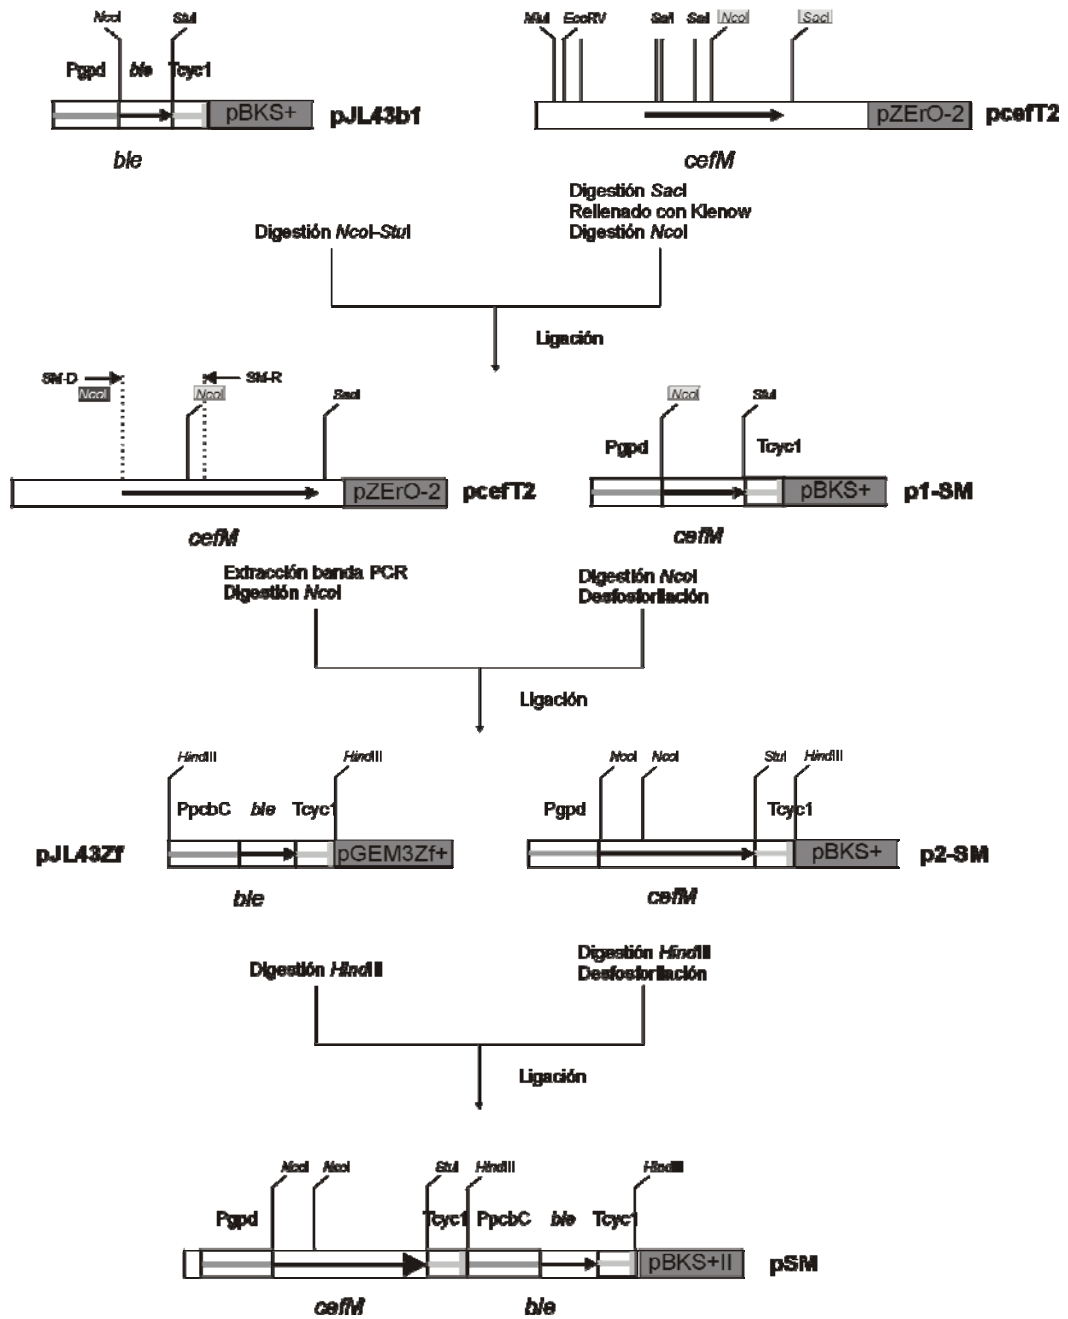 NcoI StuI
Pgpd ble Tcyc1
pBKS+ pJL43b1
ble
MluI EcoRV SalI SalI NcoI SacI
pZErO-2 pcefT2
cefM
Digestión NcoI-StuI
Digestión SacI
Rellenado con Klenow
Digestión NcoI
Ligación
SM-D SM-R
NcoI NcoI SacI
pZErO-2 pcefT2
cefM
NcoI StuI
Pgpd Tcyc1
pBKS+ p1-SM
cefM
Extracción banda PCR
Digestión NcoI
Digestión NcoI
Desfosforilación
Ligación
HindIII HindIII
PpcbC ble Tcyc1
pJL43Zf pGEM3Zf+
ble
NcoI NcoI StuI HindIII
Pgpd Tcyc1
pBKS+ p2-SM
cefM
Digestión HindIII
Digestión HindIII
Desfosforilación
Ligación
NcoI NcoI StuI HindIII HindIII
Pgpd Tcyc1 PpcbC ble Tcyc1
pBKS+II pSM
cefM ble